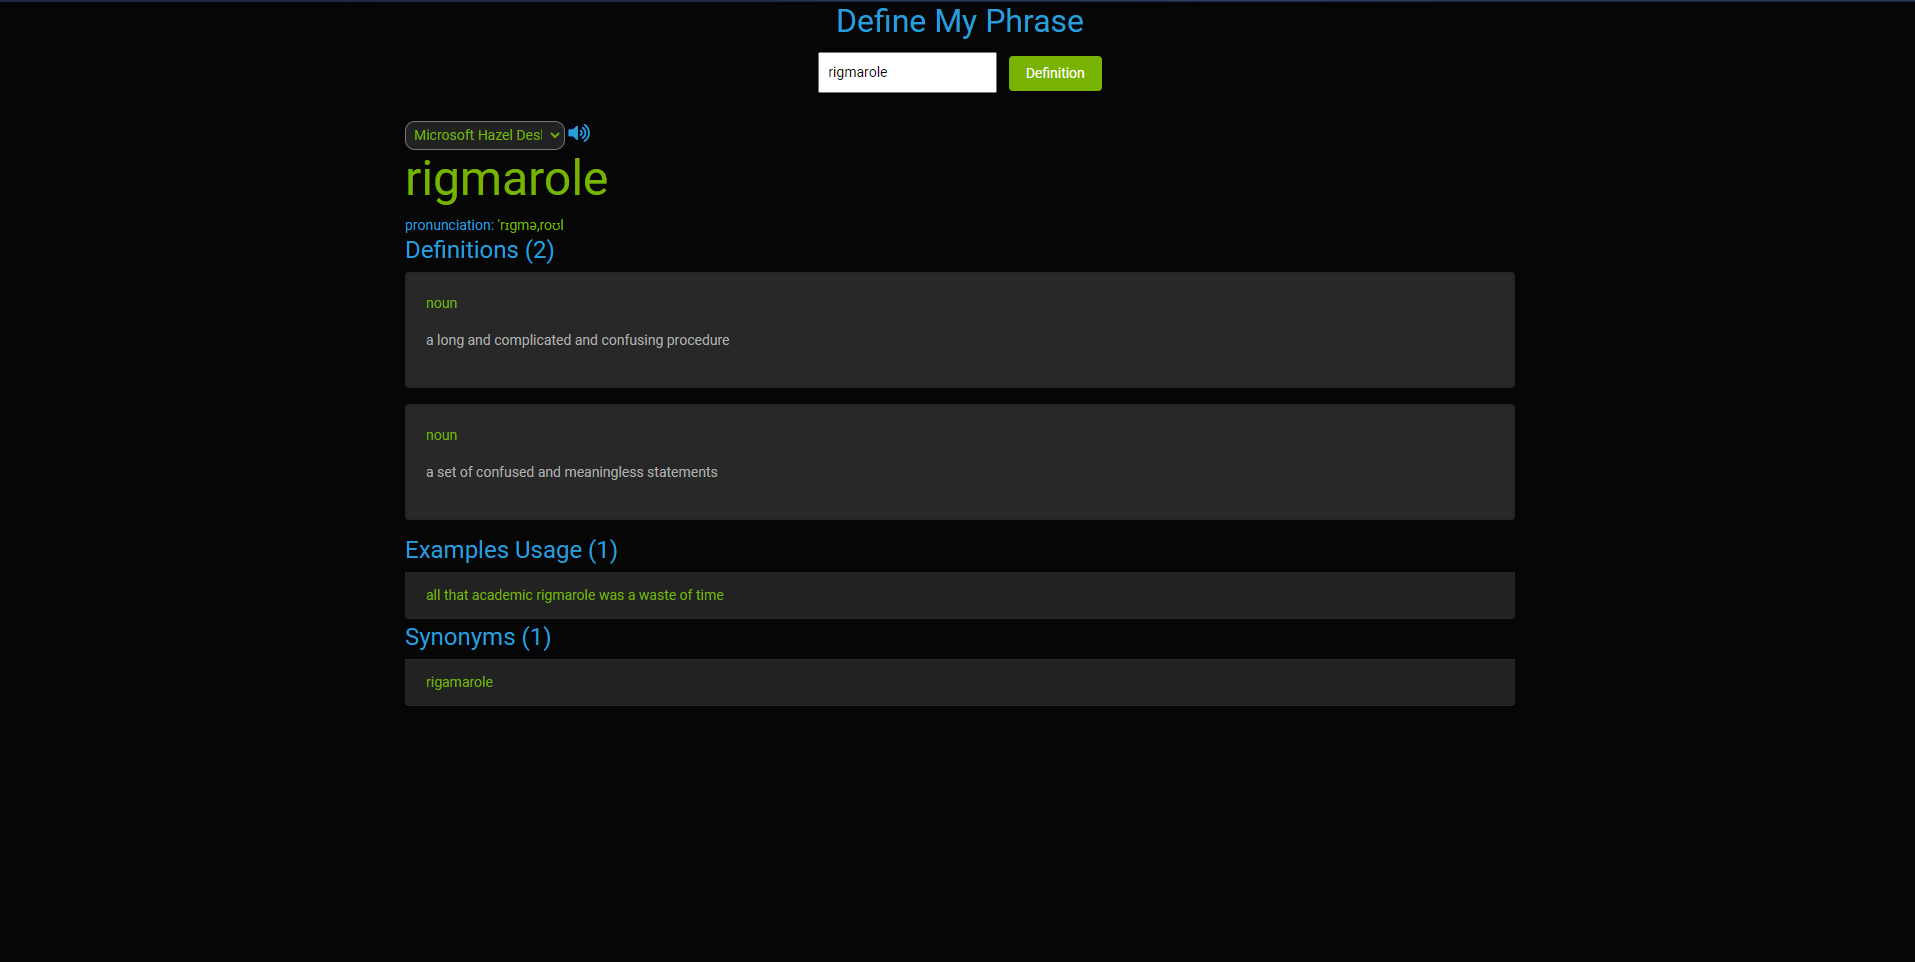 Define My Phrase
rigmarole
Definition
Microsoft Hazel Des
rigmarole
pronunciation: ˈrɪgməˌroʊl
Definitions (2)
noun
a long and complicated and confusing procedure
noun
a set of confused and meaningless statements
Examples Usage (1)
all that academic rigmarole was a waste of time
Synonyms (1)
rigamarole